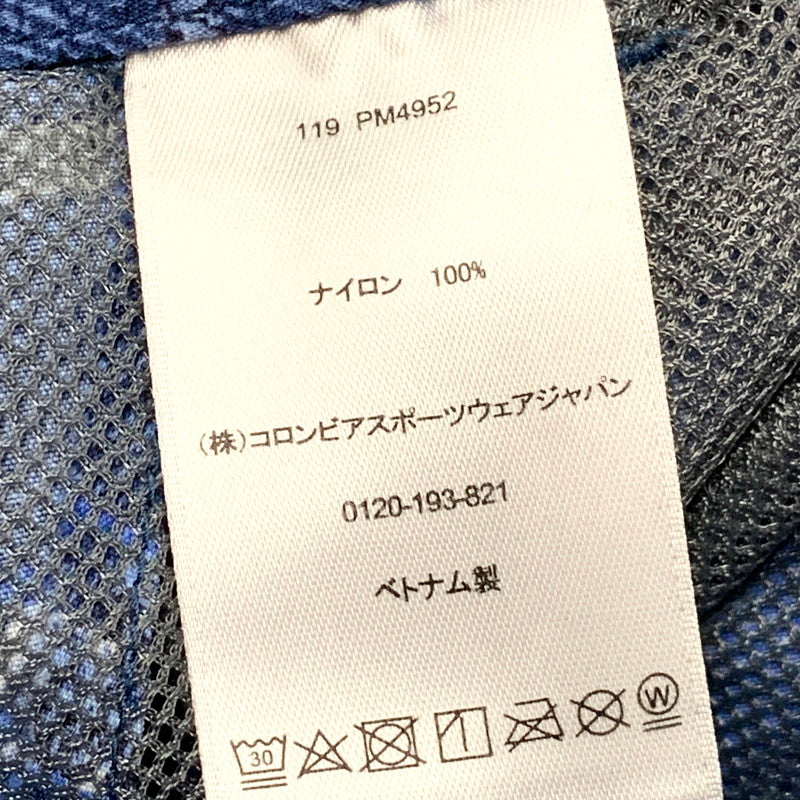 119 PM4952
ナイロン 100%
(株)コロンビアスポーツウェアジャパン
0120-193-821
ベトナム製
30 W